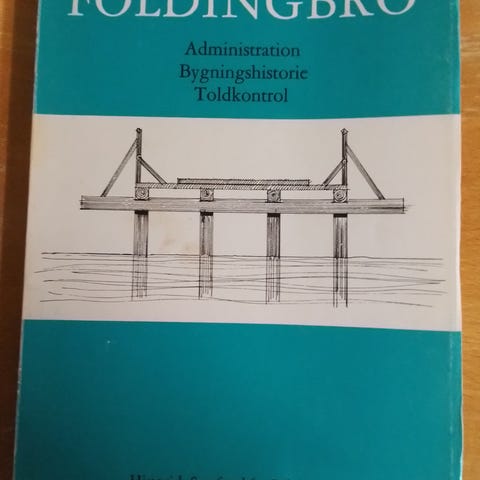 FOLDINGBRO
Administration
Bygningshistorie
Toldkontrol